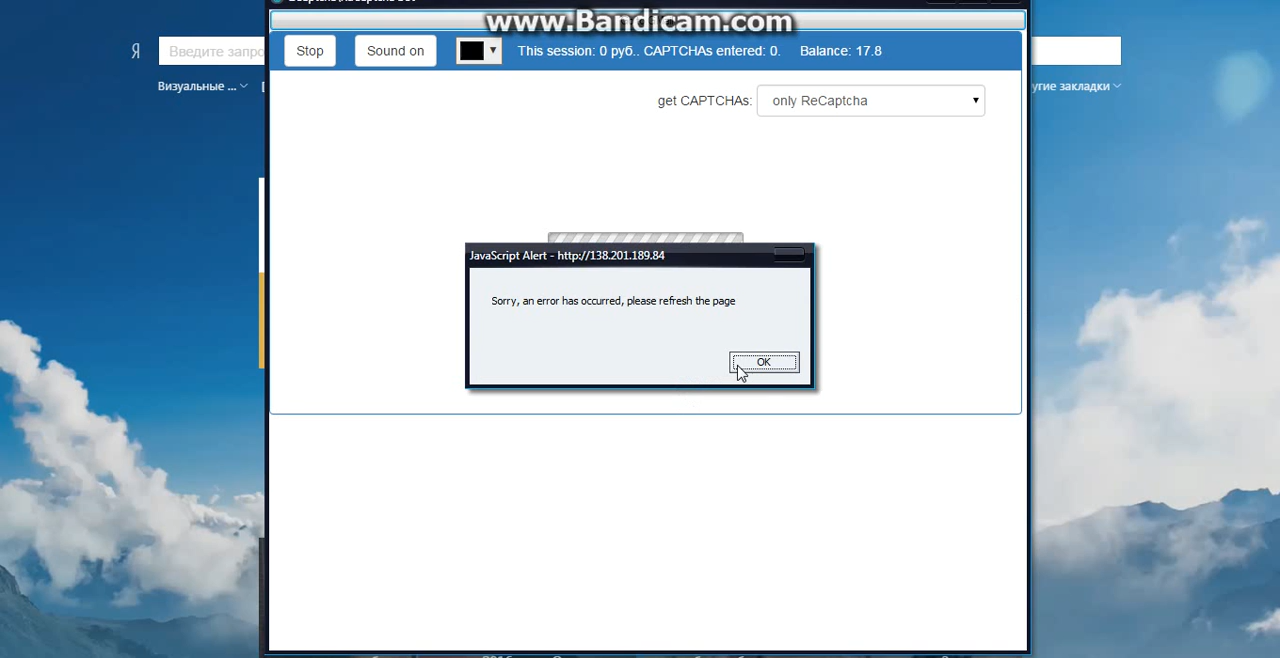 www.Bandicam.com
Я
Введите запро
Stop
Sound on
This session: 0 руб.. CAPTCHAs entered: 0.
Balance: 17.8
Визуальные ...
угие закладки
get CAPTCHAs:
only ReCaptcha
JavaScript Alert - http://138.201.189.84
Sorry, an error has occurred, please refresh the page
OK